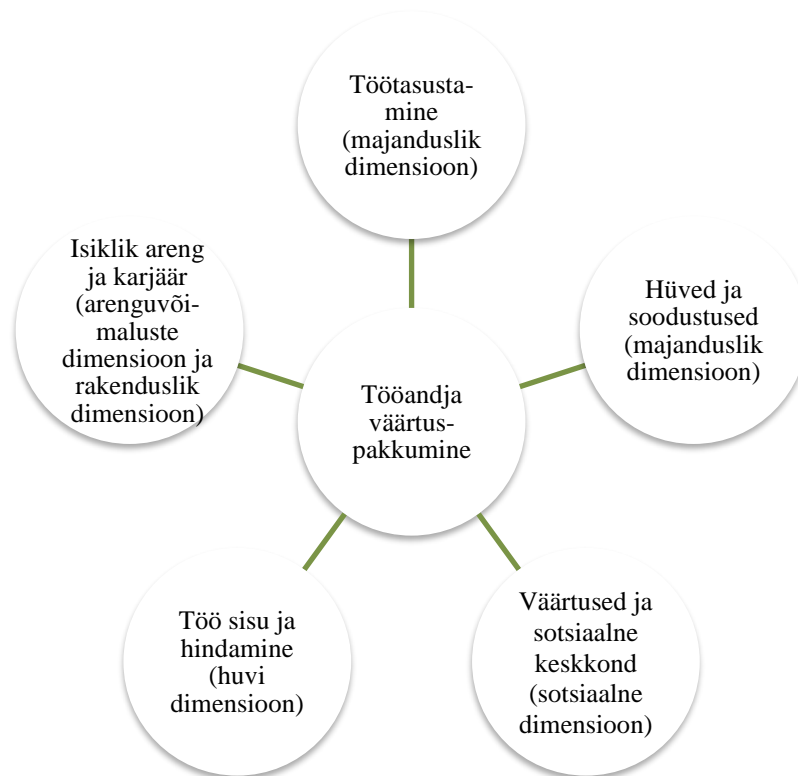 Töötasusta-
mine
(majanduslik
dimensioon)
Isiklik areng
ja karjäär
(arenguvõi-
maluste
dimensioon ja
rakenduslik
dimensioon)
Hüved ja
soodustused
(majanduslik
dimensioon)
Tööandja
väärtus-
pakkumine
Töö sisu ja
hindamine
(huvi
dimensioon)
Väärtused ja
sotsiaalne
keskkond
(sotsiaalne
dimensioon)